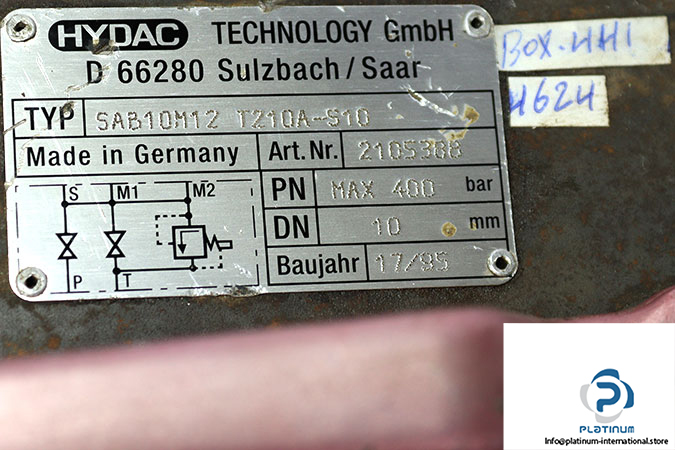 HYDAC TECHNOLOGY GmbH
D 66280 Sulzbach/Saar
TYP SAB10M12 T210A-S10
Made in Germany Art.Nr. 2105388
PN MAX 400 bar
DN 10 mm
Baujahr 17/95
S M1 M2
P T
BOX-4H1
4624
PLATINUM
Info@platinum-international.store